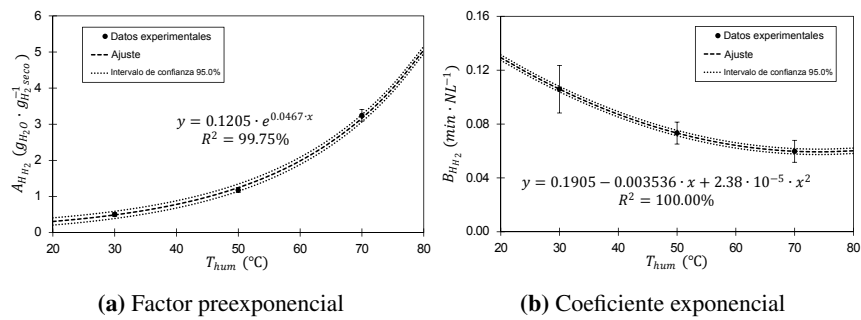 6
5
4
3
2
1
0
20 30 40 50 60 70 80
A_{H_{H_2}} (g_{H_2O} · g_{H_2 seco}^{-1})
T_{hum} (°C)
Datos experimentales
Ajuste
Intervalo de confianza 95.0%
y = 0.1205 · e^{0.0467·x}
R^2 = 99.75%
(a) Factor preexponencial
0.16
0.12
0.08
0.04
0.00
20 30 40 50 60 70 80
B_{H_{H_2}} (min · NL^{-1})
T_{hum} (°C)
Datos experimentales
Ajuste
Intervalo de confianza 95.0%
y = 0.1905 − 0.003536 · x + 2.38 · 10^{-5} · x^2
R^2 = 100.00%
(b) Coeficiente exponencial